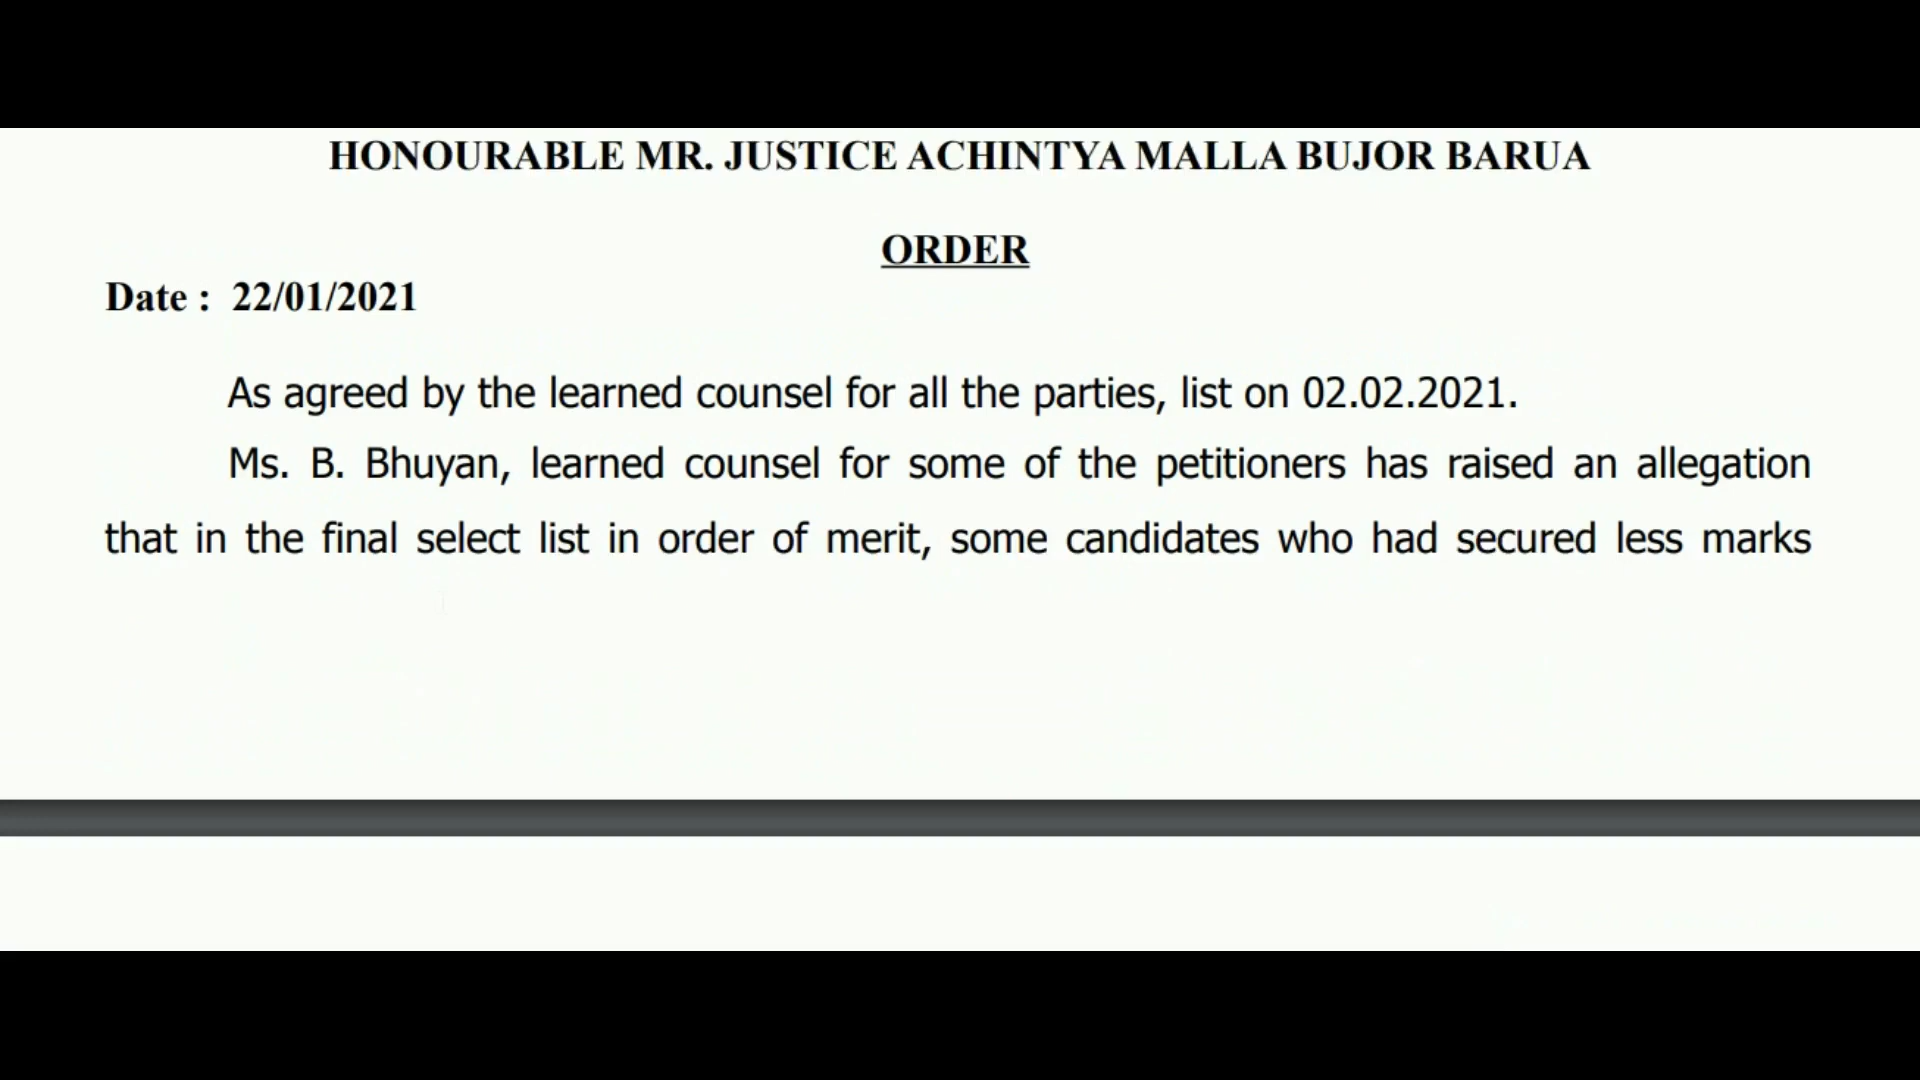 HONOURABLE MR. JUSTICE ACHINTYA MALLA BUJOR BARUA
ORDER
Date : 22/01/2021
As agreed by the learned counsel for all the parties, list on 02.02.2021.
Ms. B. Bhuyan, learned counsel for some of the petitioners has raised an allegation
that in the final select list in order of merit, some candidates who had secured less marks